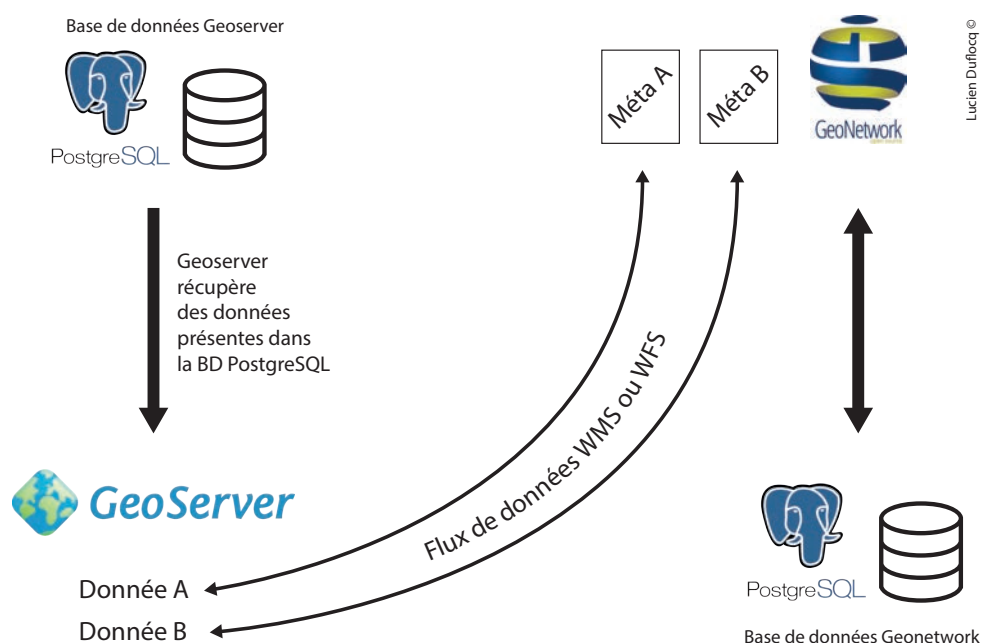 Base de données Geoserver
PostgreSQL
Geoserver
récupère
des données
présentes dans
la BD PostgreSQL
GeoServer
Donnée A
Donnée B
Flux de données WMS ou WFS
Méta A
Méta B
GeoNetwork
Lucien Duflocq ©
PostgreSQL
Base de données Geonetwork